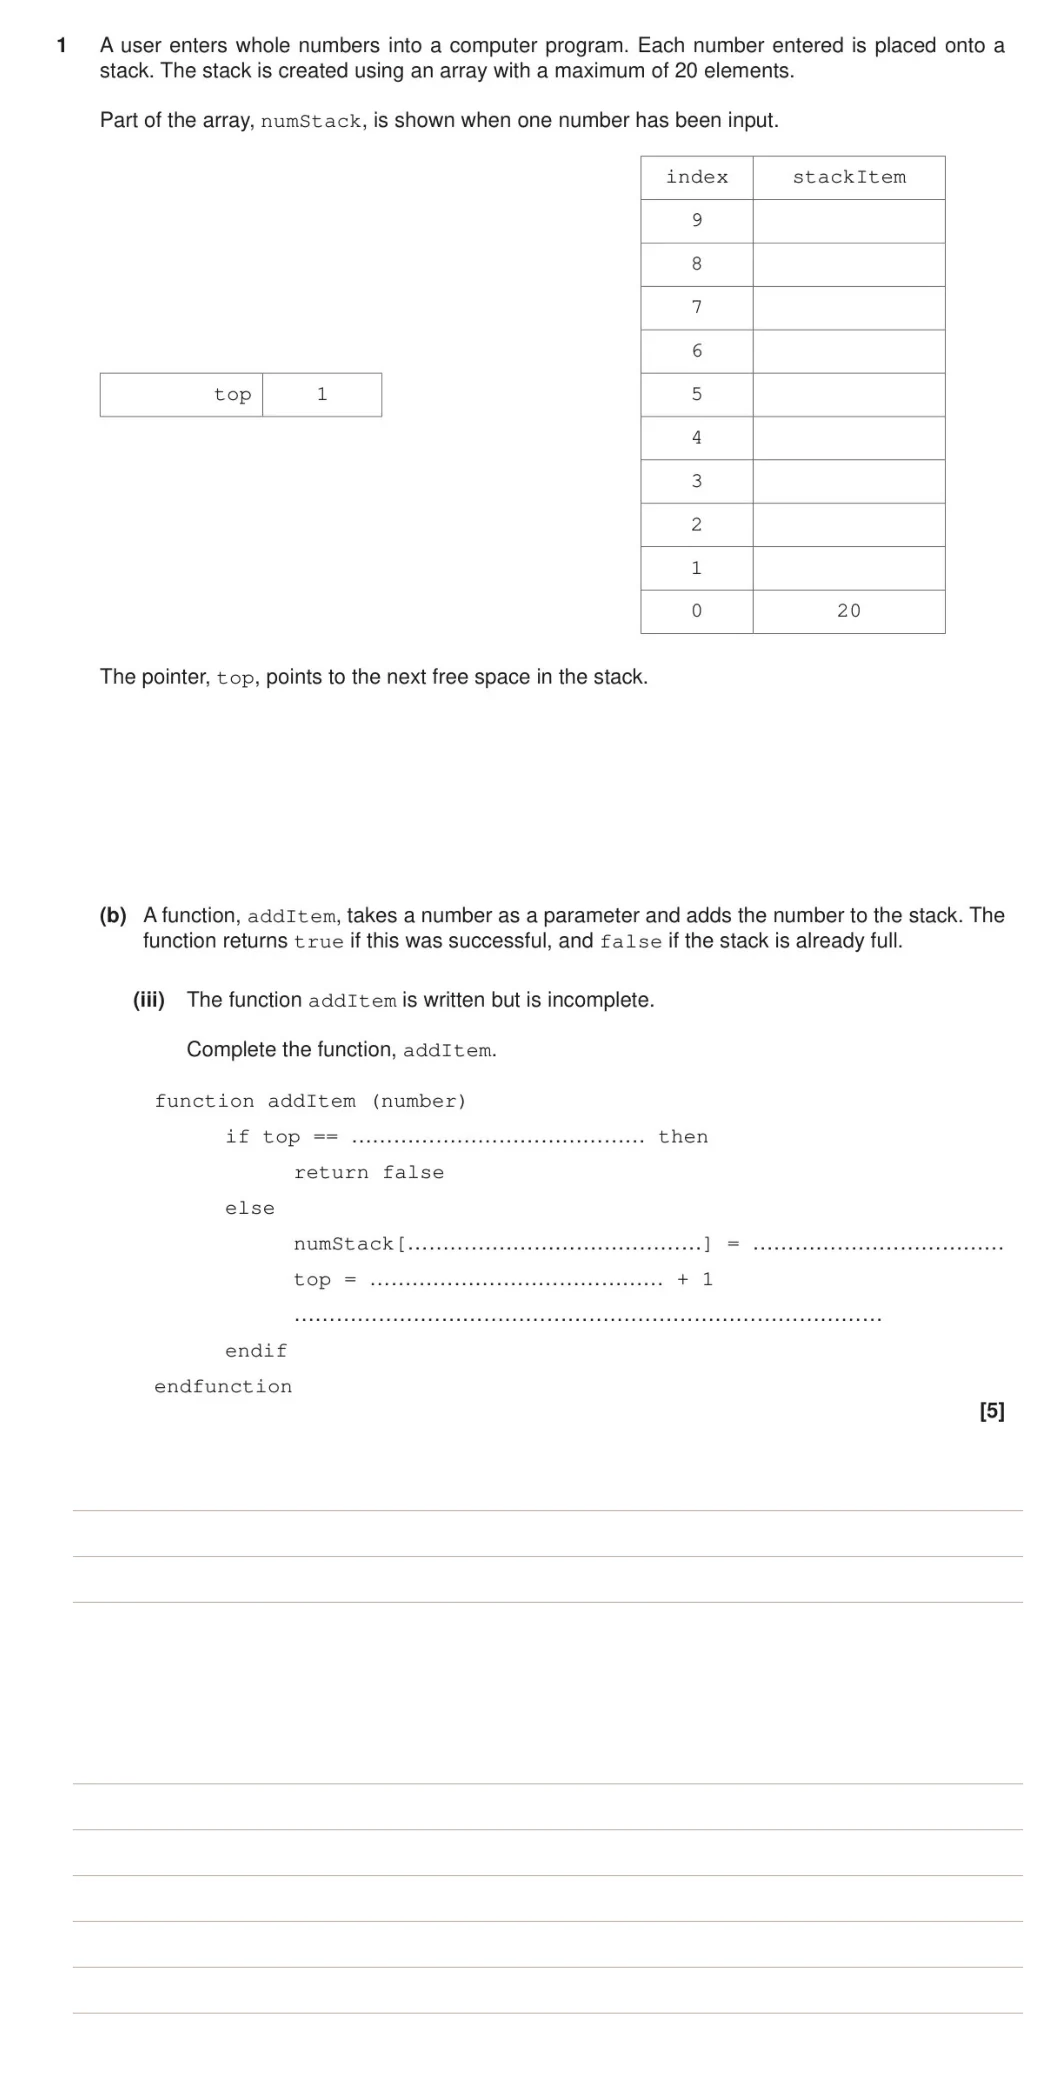 1 A user enters whole numbers into a computer program. Each number entered is placed onto a
stack. The stack is created using an array with a maximum of 20 elements.
Part of the array, numStack, is shown when one number has been input.
index stackItem
9
8
7
6
top 1
5
4
3
2
1
0 20
The pointer, top, points to the next free space in the stack.
(b) A function, addItem, takes a number as a parameter and adds the number to the stack. The
function returns true if this was successful, and false if the stack is already full.
(iii) The function addItem is written but is incomplete.
Complete the function, addItem.
function addItem (number)
if top == .......................................... then
return false
else
numStack[..........................................] = ....................................
top = .......................................... + 1
....................................................................................
endif
endfunction
[5]